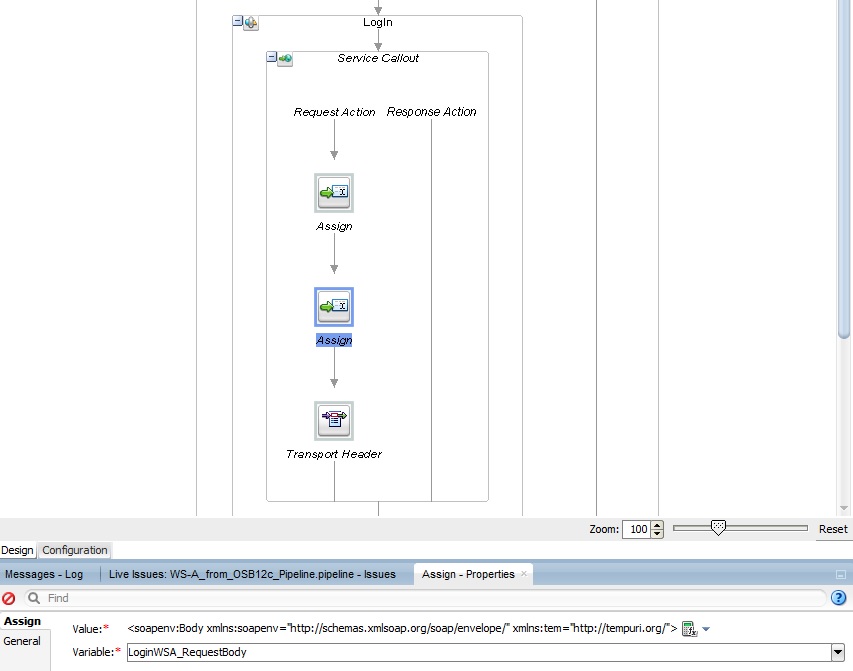 LogIn
Service Callout
Request Action Response Action
Assign
Assign
Transport Header
Zoom: 100 Reset
Design Configuration
Messages - Log Live Issues: WS-A_from_OSB12c_Pipeline.pipeline - Issues Assign - Properties ×
Find ?
Assign Value:* <soapenv:Body xmlns:soapenv="http://schemas.xmlsoap.org/soap/envelope/" xmlns:tem="http://tempuri.org/">
General Variable:* LoginWSA_RequestBody